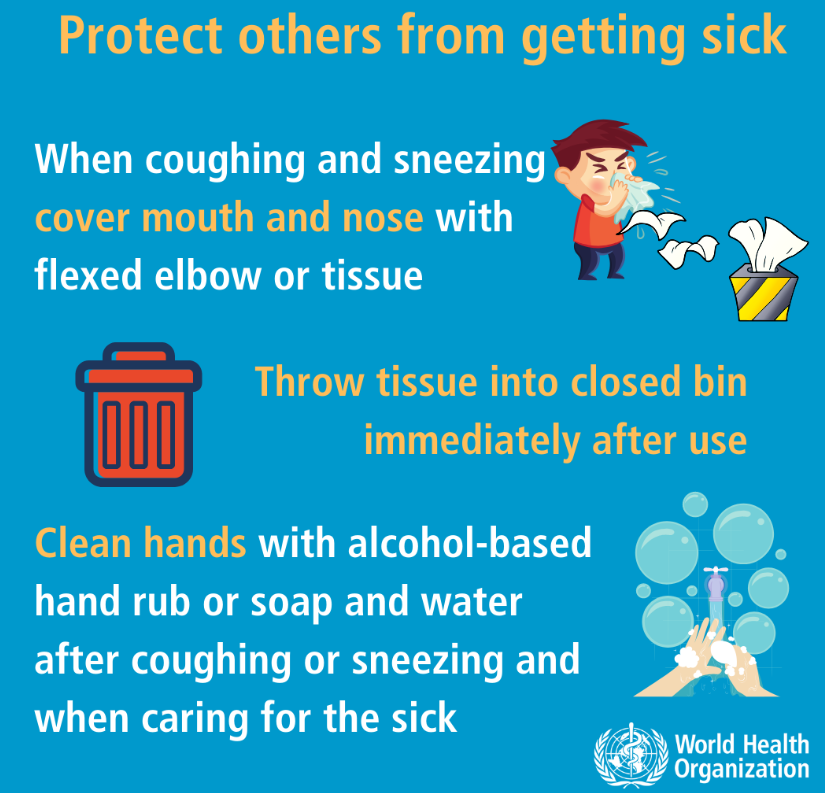 Protect others from getting sick
When coughing and sneezing
cover mouth and nose with
flexed elbow or tissue
Throw tissue into closed bin
immediately after use
Clean hands with alcohol-based
hand rub or soap and water
after coughing or sneezing and
when caring for the sick
World Health
Organization